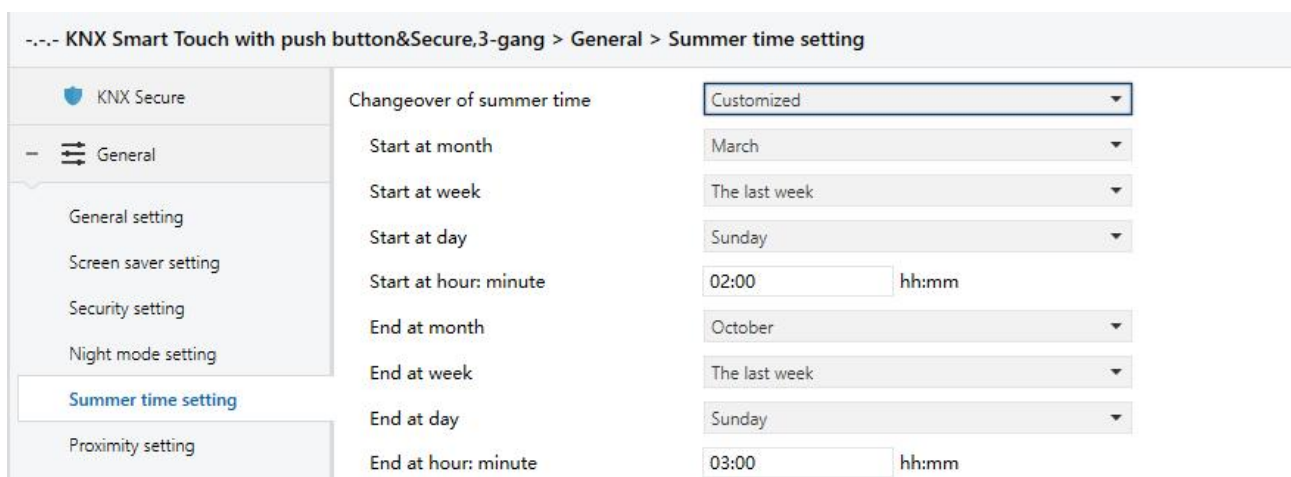 -.-.- KNX Smart Touch with push button&Secure,3-gang > General > Summer time setting
KNX Secure
General
General setting
Screen saver setting
Security setting
Night mode setting
Summer time setting
Proximity setting
Changeover of summer time Customized
Start at month March
Start at week The last week
Start at day Sunday
Start at hour: minute 02:00 hh:mm
End at month October
End at week The last week
End at day Sunday
End at hour: minute 03:00 hh:mm